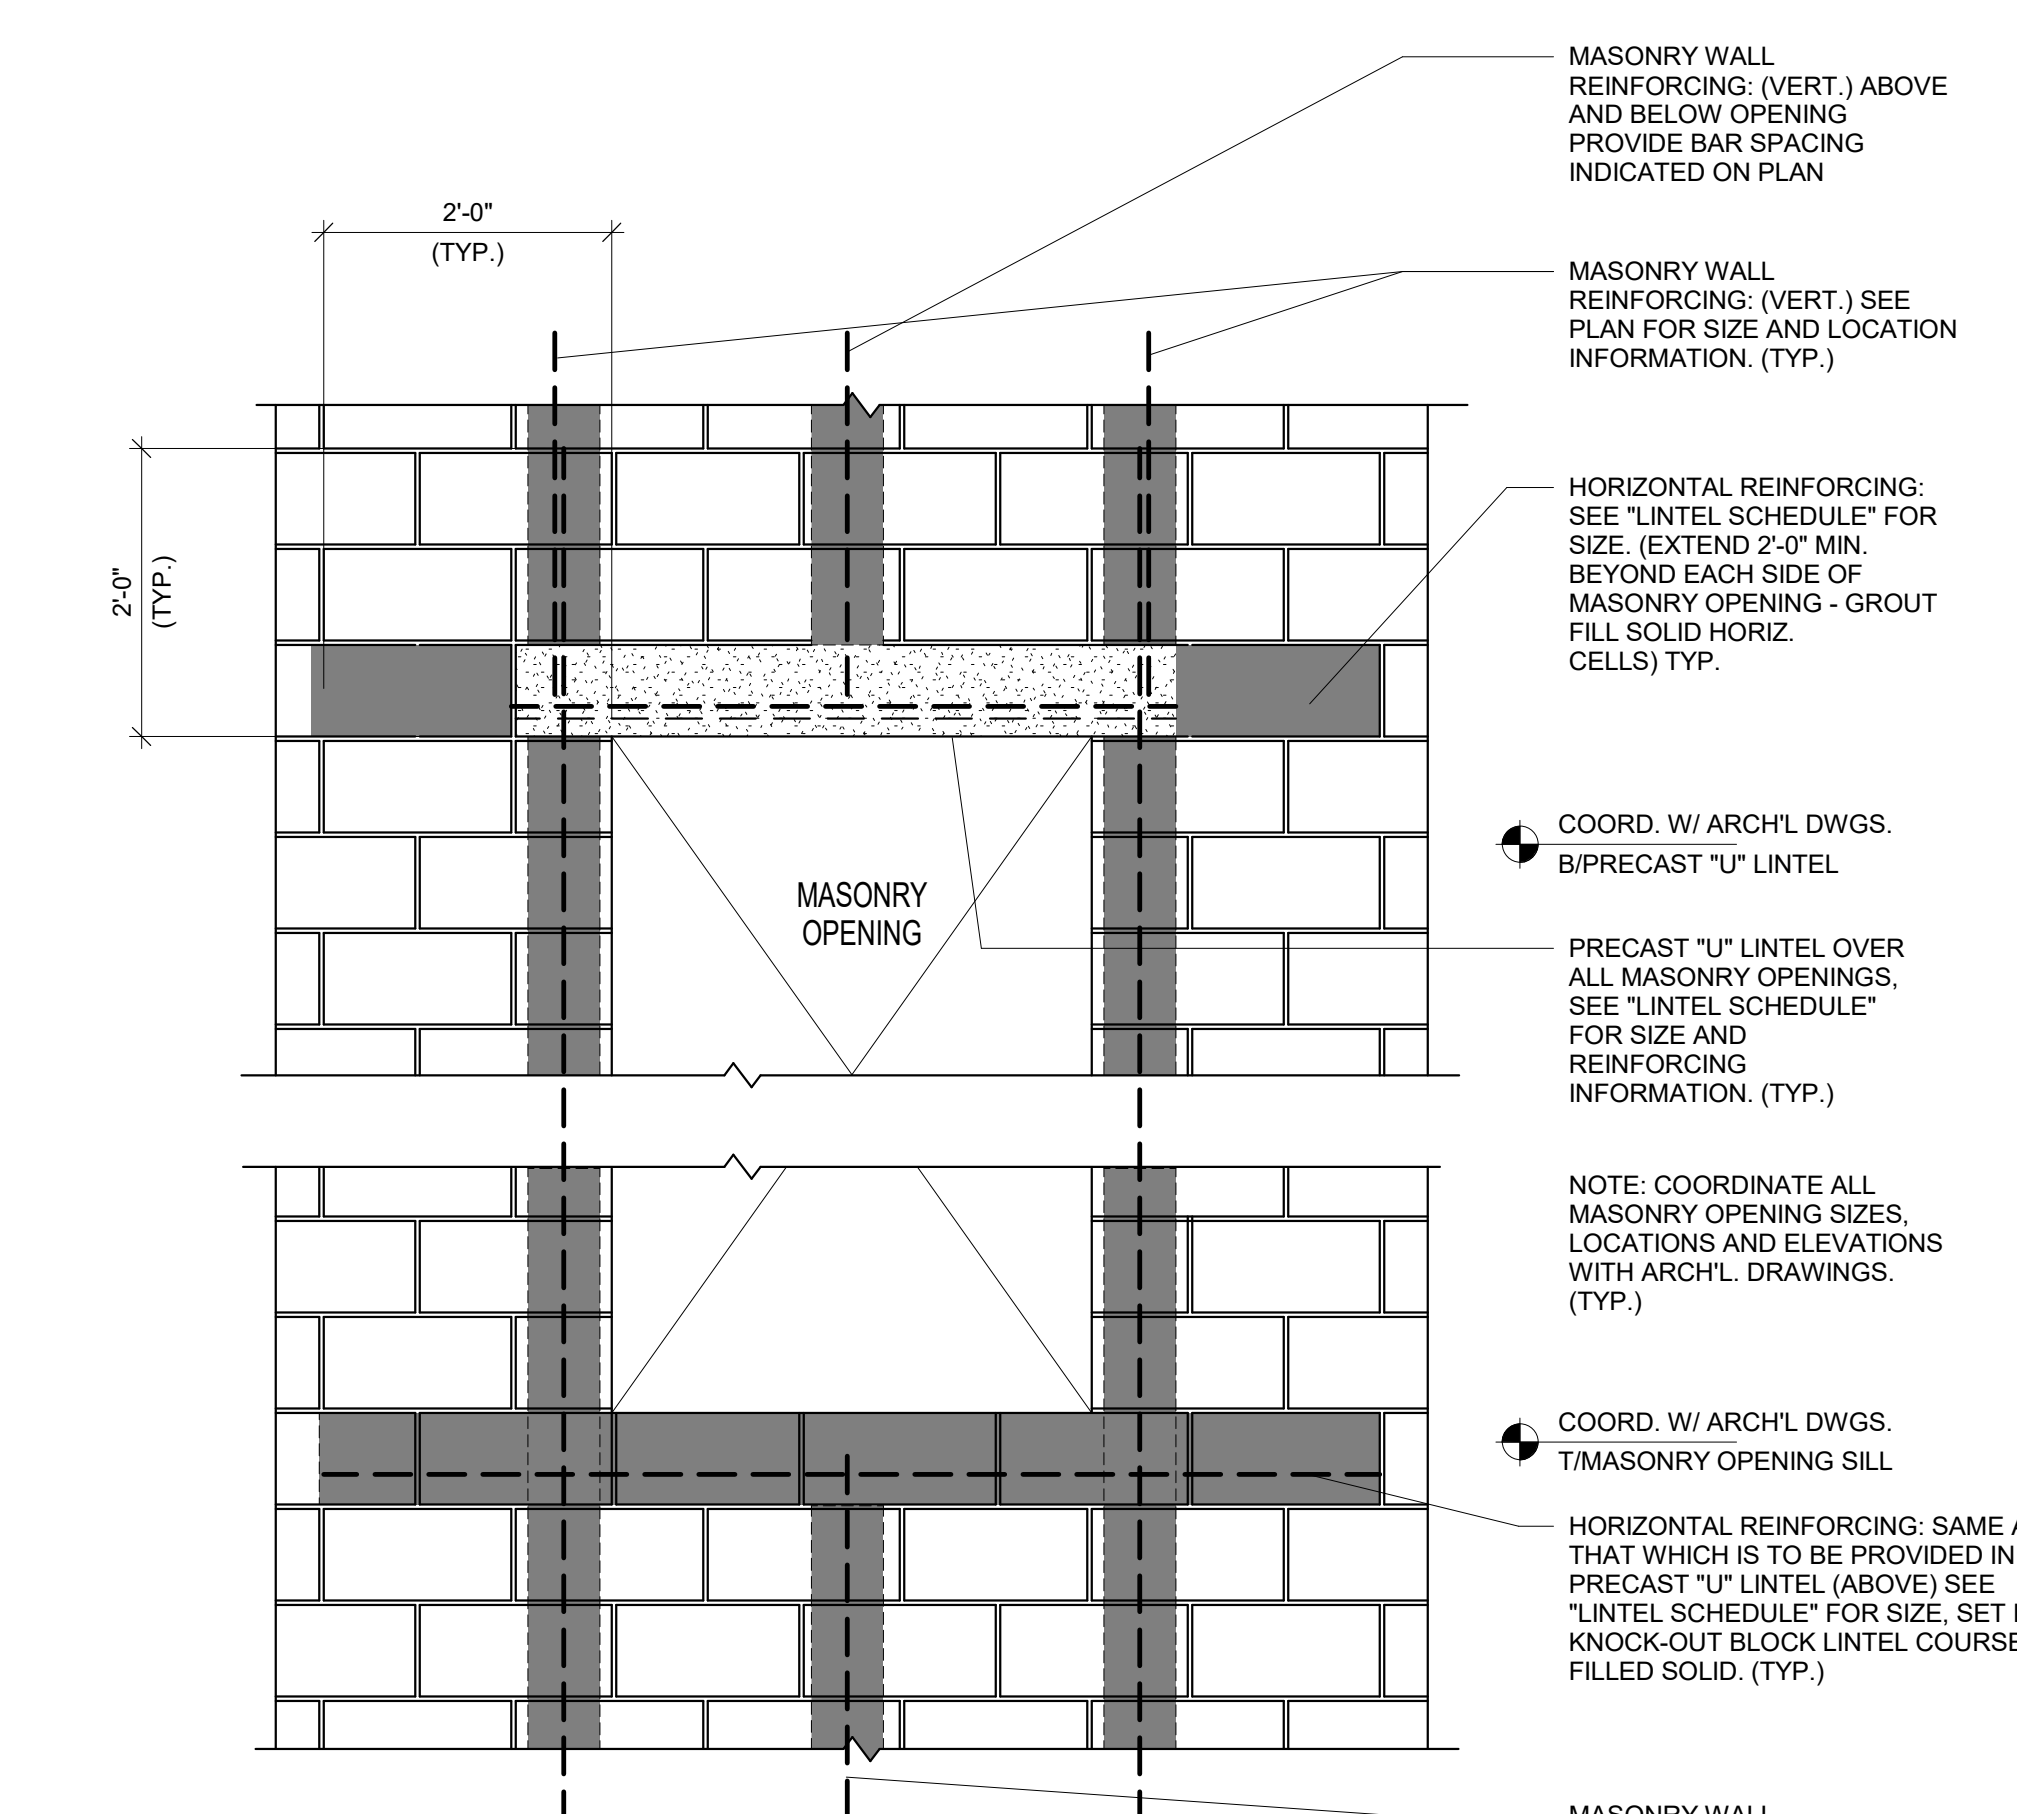 MASONRY WALL
REINFORCING: (VERT.) ABOVE
AND BELOW OPENING
PROVIDE BAR SPACING
INDICATED ON PLAN
2'-0"
(TYP.)
MASONRY WALL
REINFORCING: (VERT.) SEE
PLAN FOR SIZE AND LOCATION
INFORMATION. (TYP.)
2'-0"
(TYP.)
HORIZONTAL REINFORCING:
SEE "LINTEL SCHEDULE" FOR
SIZE. (EXTEND 2'-0" MIN.
BEYOND EACH SIDE OF
MASONRY OPENING - GROUT
FILL SOLID HORIZ.
CELLS) TYP.
COORD. W/ ARCH'L DWGS.
B/PRECAST "U" LINTEL
MASONRY
OPENING
PRECAST "U" LINTEL OVER
ALL MASONRY OPENINGS,
SEE "LINTEL SCHEDULE"
FOR SIZE AND
REINFORCING
INFORMATION. (TYP.)
NOTE: COORDINATE ALL
MASONRY OPENING SIZES,
LOCATIONS AND ELEVATIONS
WITH ARCH'L. DRAWINGS.
(TYP.)
COORD. W/ ARCH'L DWGS.
T/MASONRY OPENING SILL
HORIZONTAL REINFORCING: SAME
THAT WHICH IS TO BE PROVIDED IN
PRECAST "U" LINTEL (ABOVE) SEE
"LINTEL SCHEDULE" FOR SIZE, SET
KNOCK-OUT BLOCK LINTEL COURSE
FILLED SOLID. (TYP.)
MASONRY WALL